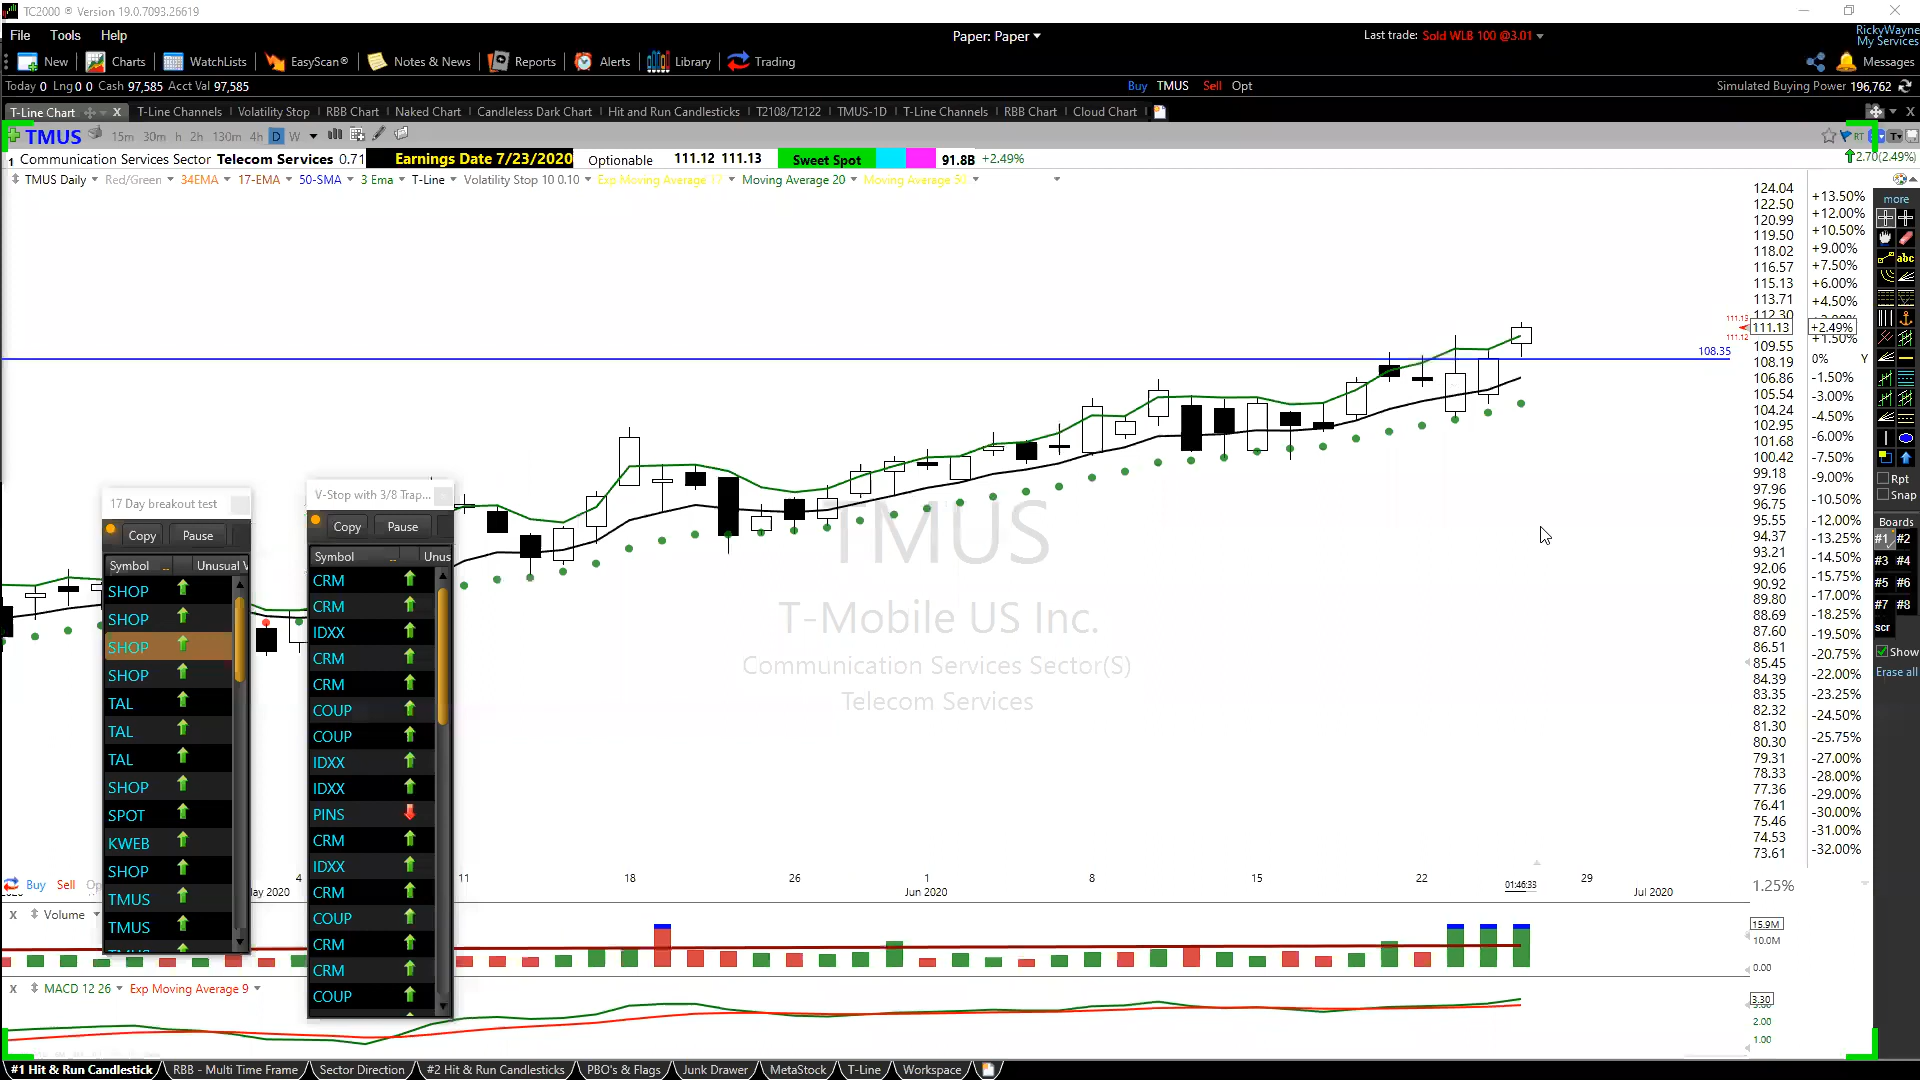 TC2000 ® Version 19.0.7093.26619
File Tools Help
Paper: Paper
Last trade: Sold WLB 100 @3.01
RickyWayne
My Services
New Charts WatchLists EasyScan® Notes & News Reports Alerts Library Trading
Messages
Today 0 Lng 0 0 Cash 97,585 Acct Val 97,585
Buy TMUS Sell Opt
Simulated Buying Power 196,762
T-Line Chart X T-Line Channels Volatility Stop RBB Chart Naked Chart Candleless Dark Chart Hit and Run Candlesticks T2108/T2122 TMUS-1D T-Line Channels RBB Chart Cloud Chart
TMUS 15m 30m h 2h 130m 4h D W
RT
1 Communication Services Sector Telecom Services 0.71 Earnings Date 7/23/2020 Optionable 111.12 111.13 Sweet Spot 91.8B +2.49%
2.70(2.49%)
TMUS Daily Red/Green 34EMA 17-EMA 50-SMA 3 Ema T-Line Volatility Stop 10 0.10 Exp Moving Average 17 Moving Average 20 Moving Average 50
124.04
122.50
120.99
119.50
118.02
116.57
115.13
113.71
112.30
111.13
109.55
108.19
106.86
105.54
104.24
102.95
101.68
100.42
99.18
97.96
96.75
95.55
94.37
93.21
92.06
90.92
89.80
88.69
87.60
86.51
85.45
84.39
83.35
82.32
81.30
80.30
79.31
78.33
77.36
76.41
75.46
74.53
73.61
+13.50%
+12.00%
+10.50%
+9.00%
+7.50%
+6.00%
+4.50%
+2.49%
+1.50%
0% Y
-1.50%
-3.00%
-4.50%
-6.00%
-7.50%
-9.00%
-10.50%
-12.00%
-13.25%
-14.50%
-15.75%
-17.00%
-18.25%
-19.50%
-20.75%
-22.00%
-23.25%
-24.50%
-25.75%
-27.00%
-28.00%
-29.00%
-30.00%
-31.00%
-32.00%
111.13
111.12
108.35
more
abc
Rpt
Snap
Boards
#1 #2
#3 #4
#5 #6
#7 #8
scr
Show
Erase all
TMUS
T-Mobile US Inc.
Communication Services Sector(S)
Telecom Services
17 Day breakout test
Copy Pause
Symbol Unusual V
SHOP
SHOP
SHOP
SHOP
TAL
TAL
TAL
SHOP
SPOT
KWEB
SHOP
TMUS
TMUS
V-Stop with 3/8 Trap...
Copy Pause
Symbol Unus
CRM
CRM
IDXX
CRM
CRM
COUP
COUP
IDXX
IDXX
PINS
CRM
IDXX
CRM
COUP
CRM
CRM
COUP
Buy Sell Op
4 11 18 26 1 8 15 22 29
ay 2020 Jun 2020 01:46:33 Jul 2020
1.25%
X Volume
15.9M
10.0M
0.00
X MACD 12 26 Exp Moving Average 9
3.30
2.00
1.00
#1 Hit & Run Candlestick RBB - Multi Time Frame Sector Direction #2 Hit & Run Candlesticks PBO's & Flags Junk Drawer MetaStock T-Line Workspace